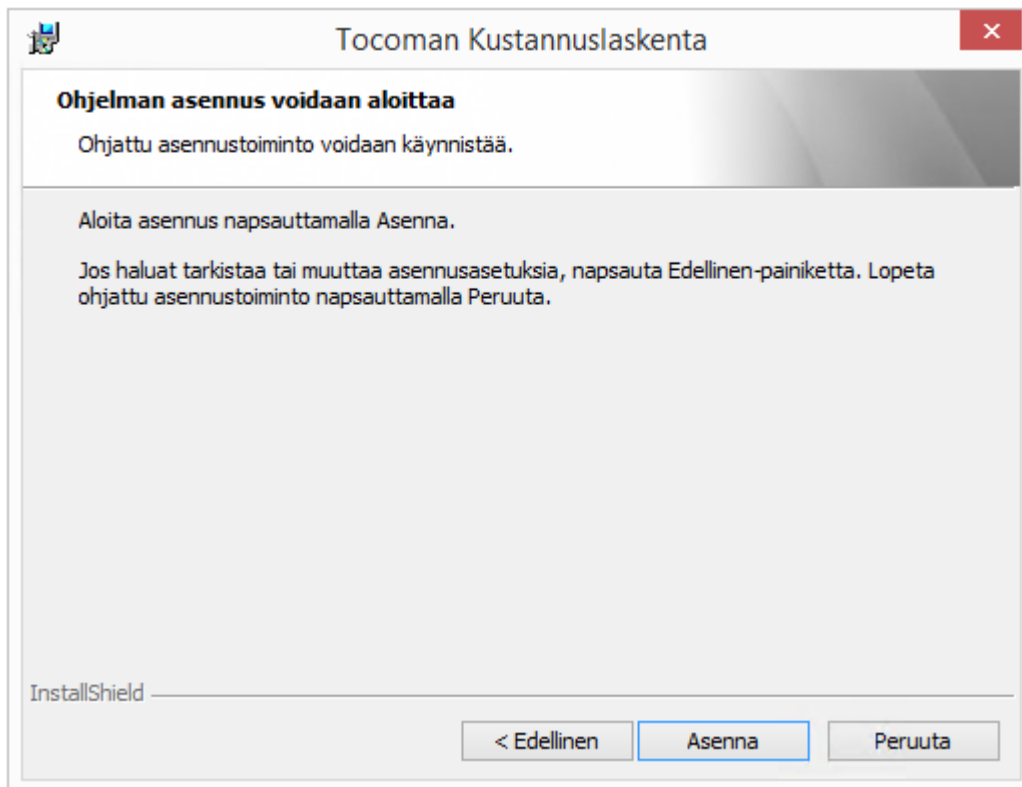 Tocoman Kustannuslaskenta
Ohjelman asennus voidaan aloittaa
Ohjattu asennustoiminto voidaan käynnistää.
Aloita asennus napsauttamalla Asenna.
Jos haluat tarkistaa tai muuttaa asennusasetuksia, napsauta Edellinen-painiketta. Lopeta
ohjattu asennustoiminto napsauttamalla Peruuta.
InstallShield
< Edellinen
Asenna
Peruuta